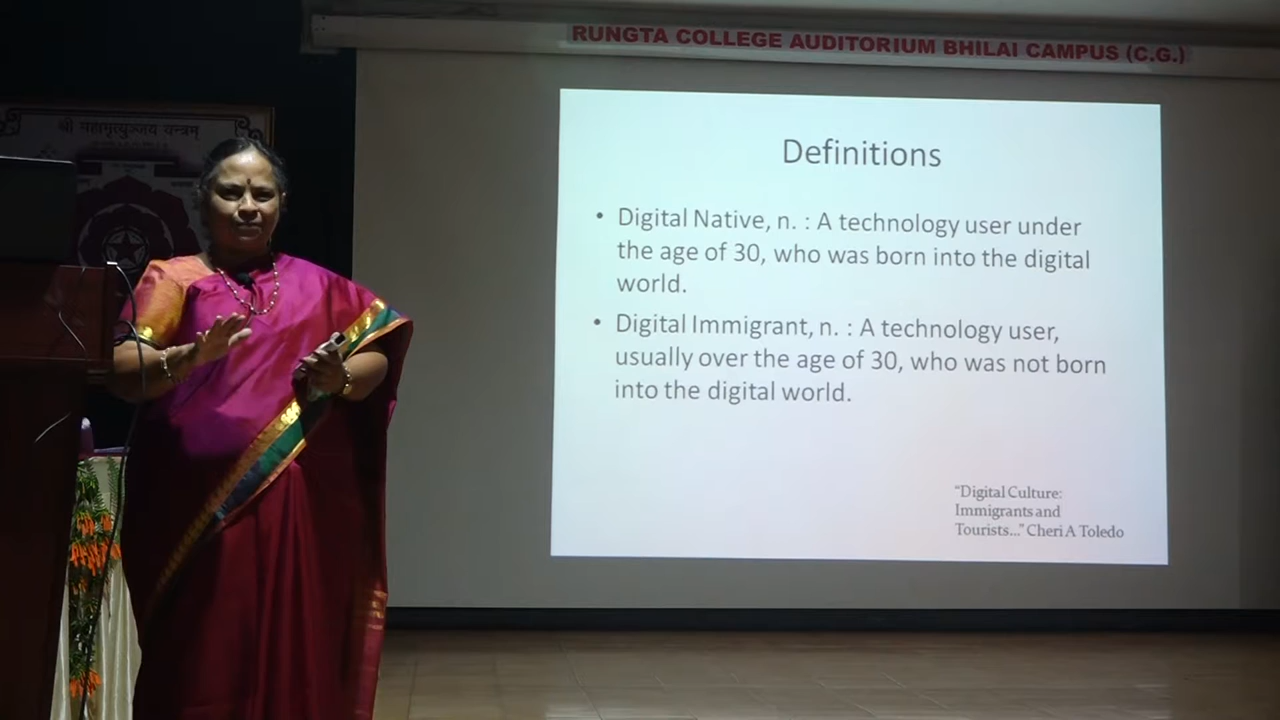 RUNGTA COLLEGE AUDITORIUM BHILAI CAMPUS (C.G.)
श्री महामृत्युञ्जय यन्त्रम्
Definitions
• Digital Native, n. : A technology user under
the age of 30, who was born into the digital
world.
• Digital Immigrant, n. : A technology user,
usually over the age of 30, who was not born
into the digital world.
“Digital Culture:
Immigrants and
Tourists...” Cheri A Toledo